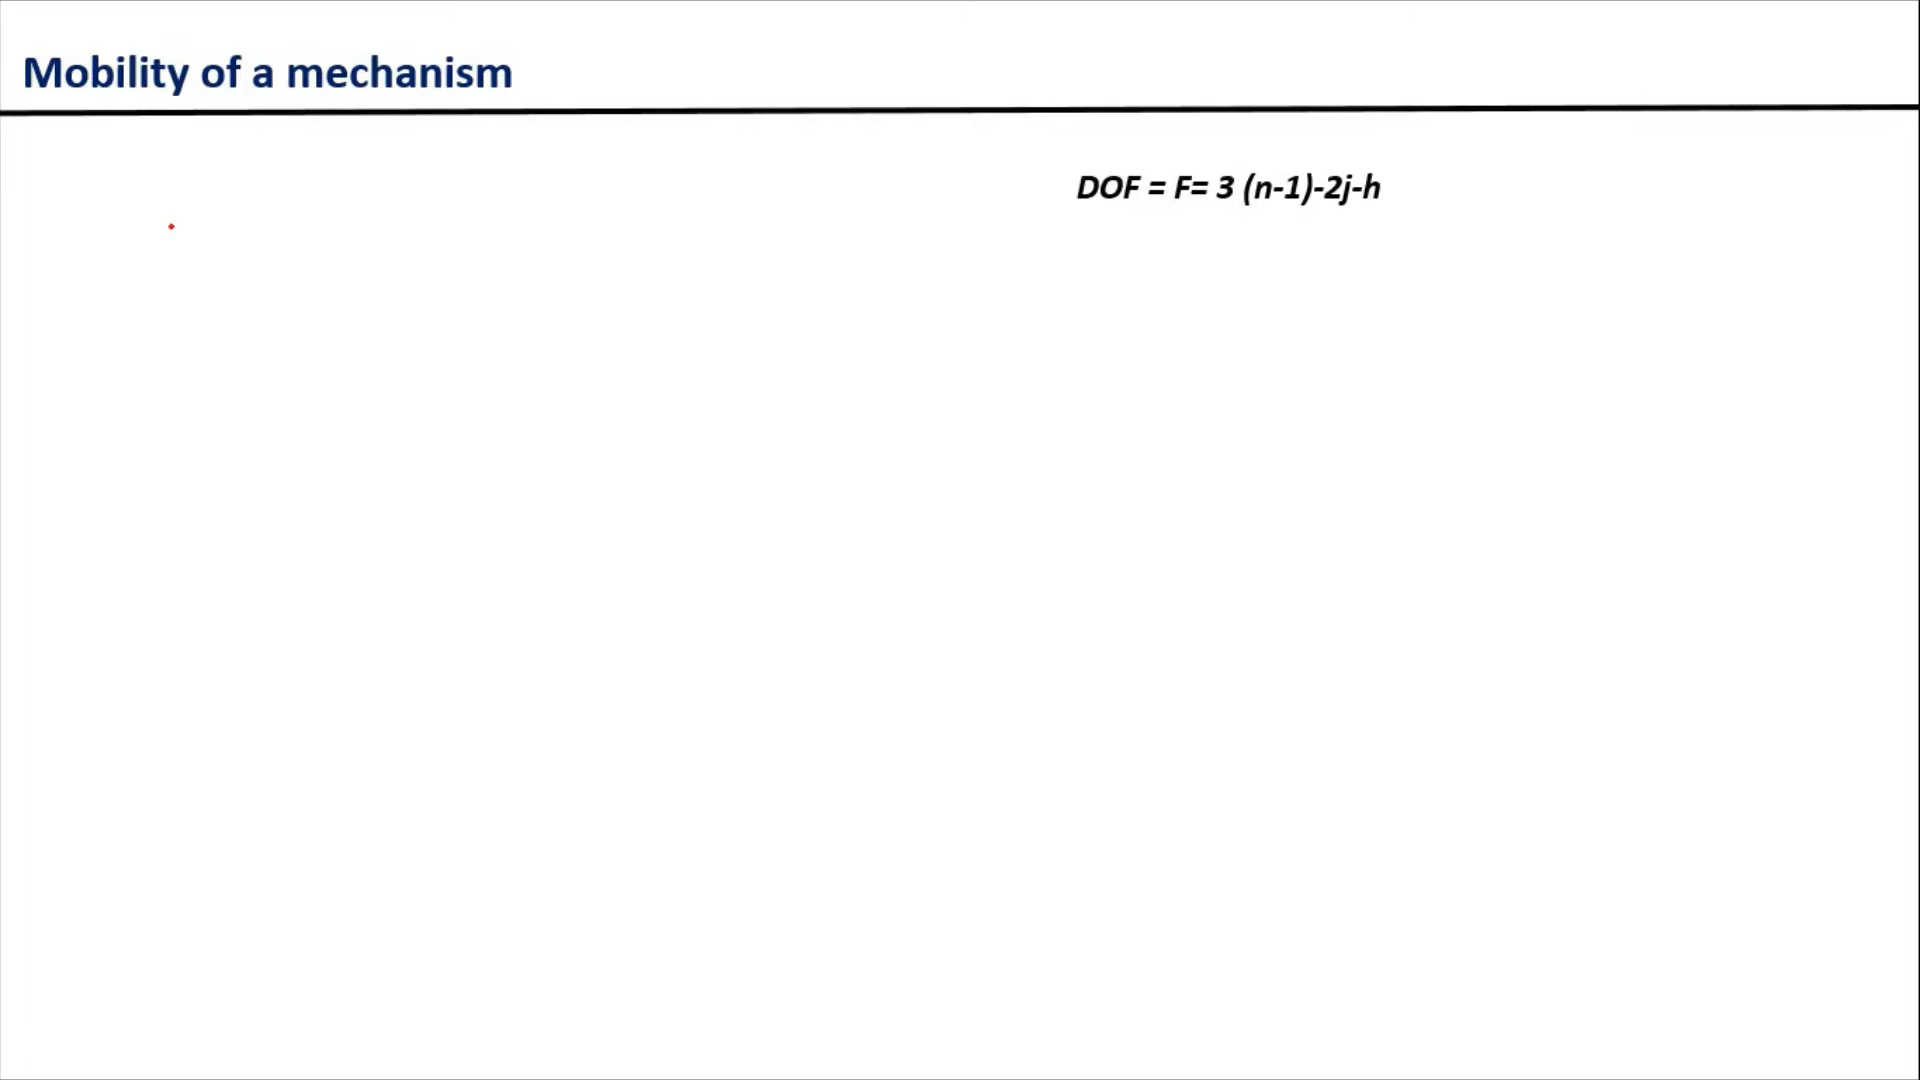 Mobility of a mechanism
DOF = F= 3 (n-1)-2j-h